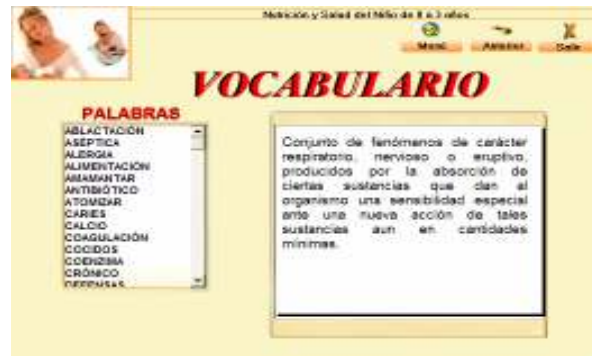 Nutrición y Salud del Niño de 0 a 3 años
Menú Anterior Salir
VOCABULARIO
PALABRAS
ABLACTACIÓN
ASÉPTICA
ALERGIA
ALIMENTACIÓN
AMAMANTAR
ANTIBIÓTICO
ATOMIZAR
CARIES
CALCIO
COAGULACIÓN
COCIDOS
COENZIMA
CRÓNICO
DEFENSAS
Conjunto de fenómenos de carácter
respiratorio, nervioso o eruptivo,
producidos por la absorción de
ciertas sustancias que dan al
organismo una sensibilidad especial
ante una nueva acción de tales
sustancias aun en cantidades
mínimas.